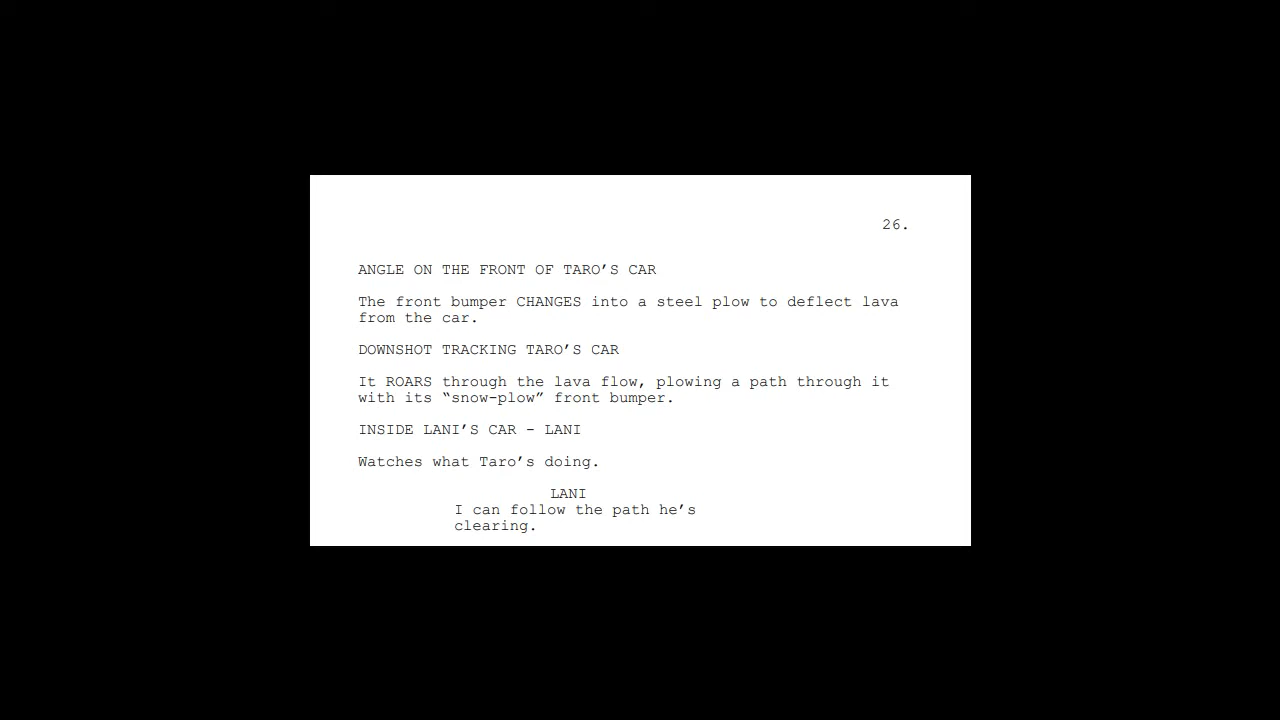 26.
ANGLE ON THE FRONT OF TARO’S CAR
The front bumper CHANGES into a steel plow to deflect lava
from the car.
DOWNSHOT TRACKING TARO’S CAR
It ROARS through the lava flow, plowing a path through it
with its “snow-plow” front bumper.
INSIDE LANI’S CAR - LANI
Watches what Taro’s doing.
LANI
I can follow the path he’s
clearing.